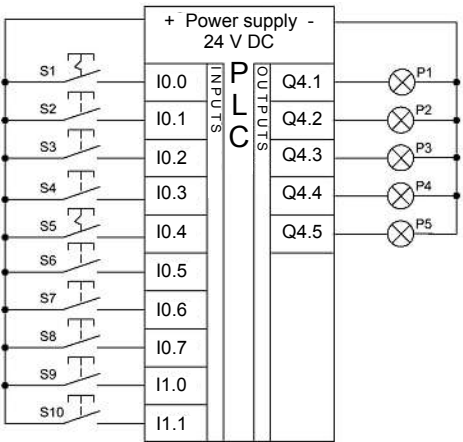 + Power supply -
24 V DC
PLC
INPUTS
OUTPUTS
S1 I0.0 Q4.1 P1
S2 I0.1 Q4.2 P2
S3 I0.2 Q4.3 P3
S4 I0.3 Q4.4 P4
S5 I0.4 Q4.5 P5
S6 I0.5
S7 I0.6
S8 I0.7
S9 I1.0
S10 I1.1